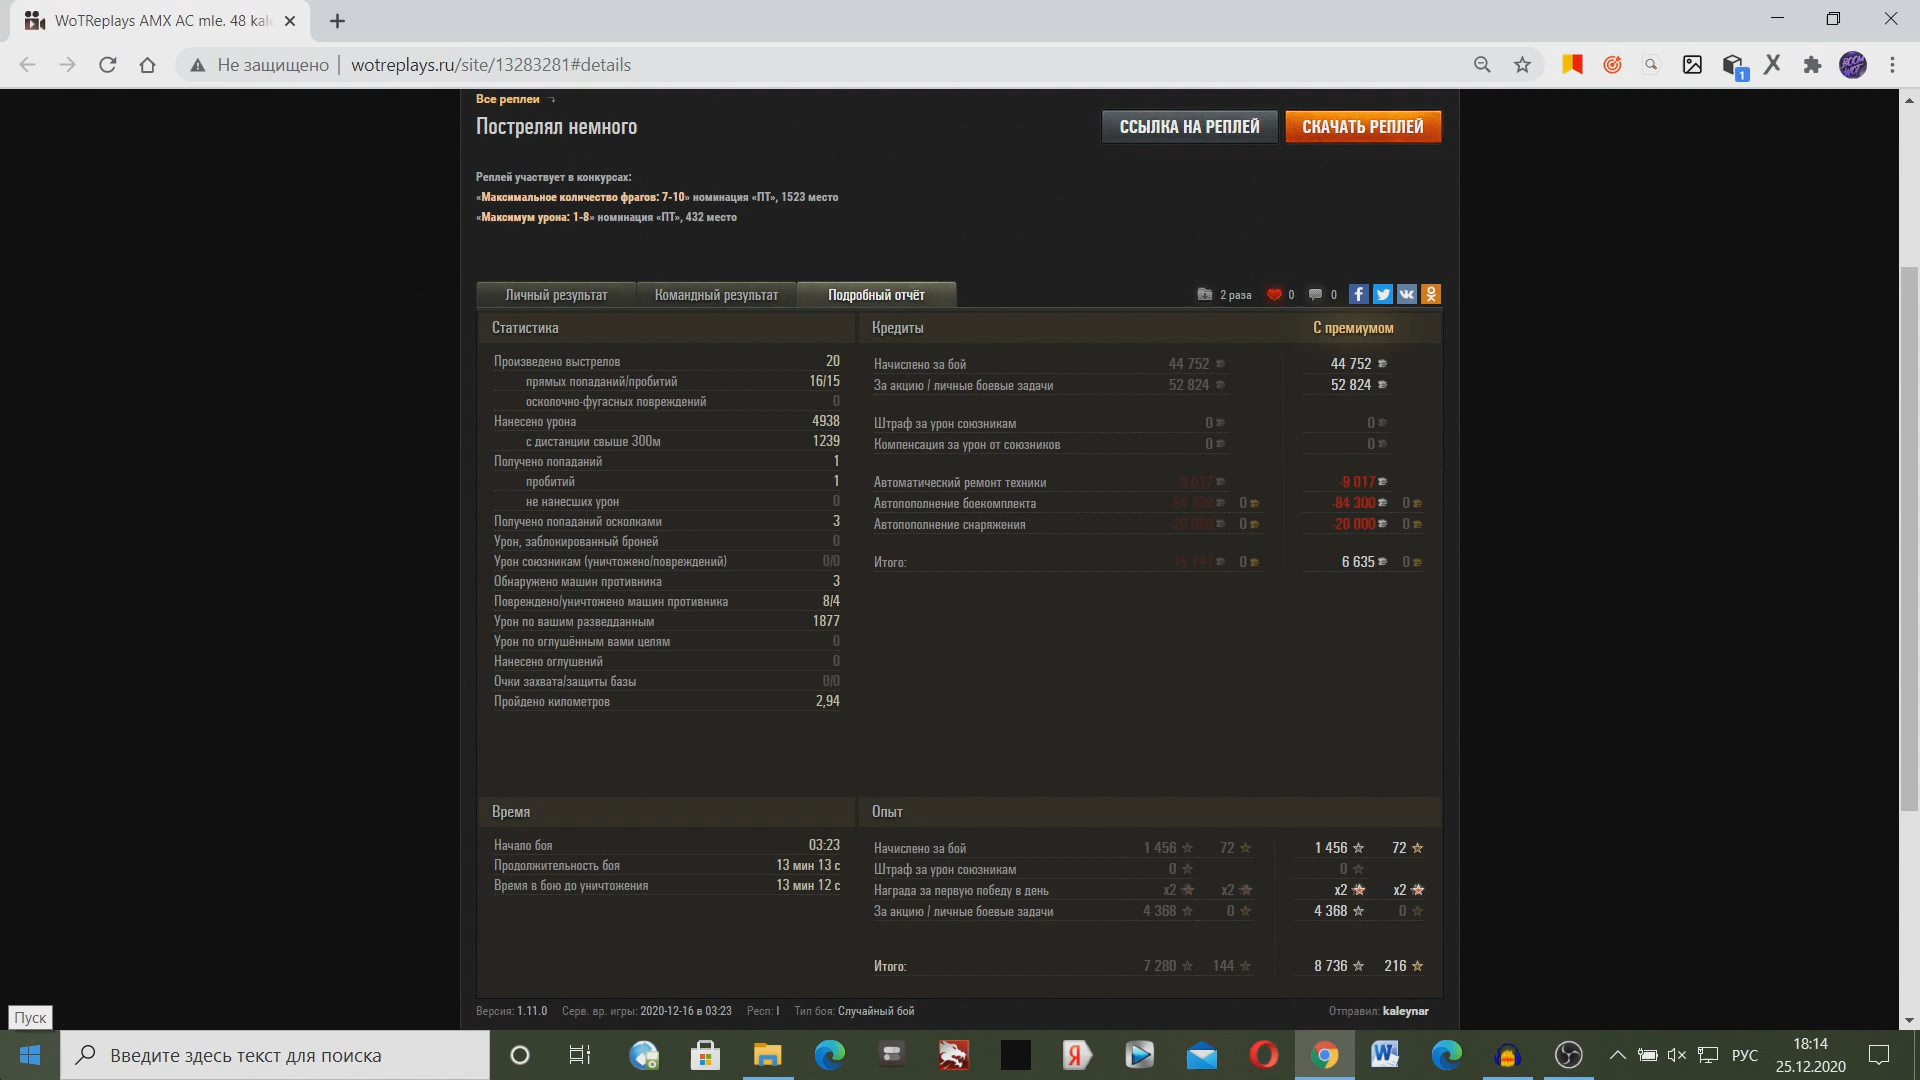 WoTReplays AMX AC mle. 48 kale
Не защищено wotreplays.ru/site/13283281#details
1
Все реплеи
Пострелял немного
ССЫЛКА НА РЕПЛЕЙ
СКАЧАТЬ РЕПЛЕЙ
Реплей участвует в конкурсах:
«Максимальное количество фрагов: 7-10» номинация «ПТ», 1523 место
«Максимум урона: 1-8» номинация «ПТ», 432 место
Личный результат Командный результат Подробный отчёт 2 раза 0 0
Статистика
Произведено выстрелов 20
прямых попаданий/пробитий 16/15
осколочно-фугасных повреждений 0
Нанесено урона 4938
с дистанции свыше 300м 1239
Получено попаданий 1
пробитий 1
не нанесших урон 0
Получено попаданий осколками 3
Урон, заблокированный броней 0
Урон союзникам (уничтожено/повреждений) 0/0
Обнаружено машин противника 3
Повреждено/уничтожено машин противника 8/4
Урон по вашим разведданным 1877
Урон по оглушённым вами целям 0
Нанесено оглушений 0
Очки захвата/защиты базы 0/0
Пройдено километров 2,94
Кредиты С премиумом
Начислено за бой 44 752 44 752
За акцию / личные боевые задачи 52 824 52 824
Штраф за урон союзникам 0 0
Компенсация за урон от союзников 0 0
Автоматический ремонт техники -9 017 -9 017
Автопополнение боекомплекта -84 300 0 -84 300 0
Автопополнение снаряжения -20 000 0 -20 000 0
Итого: 0 6 635 0
Время
Начало боя 03:23
Продолжительность боя 13 мин 13 с
Время в бою до уничтожения 13 мин 12 с
Опыт
Начислено за бой 1 456 72 1 456 72
Штраф за урон союзникам 0 0
Награда за первую победу в день x2 x2 x2 x2
За акцию / личные боевые задачи 4 368 0 4 368 0
Итого: 7 280 144 8 736 216
Версия: 1.11.0 Серв. вр. игры: 2020-12-16 в 03:23 Респ: I Тип боя: Случайный бой Отправил: kaleynar
Пуск
Введите здесь текст для поиска
РУС
18:14
25.12.2020